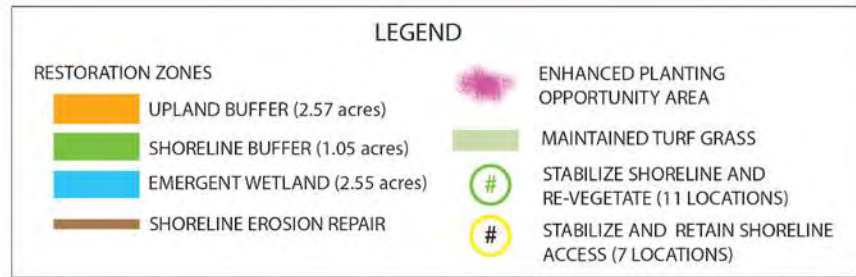 LEGEND
RESTORATION ZONES
UPLAND BUFFER (2.57 acres)
SHORELINE BUFFER (1.05 acres)
EMERGENT WETLAND (2.55 acres)
SHORELINE EROSION REPAIR
ENHANCED PLANTING
OPPORTUNITY AREA
MAINTAINED TURF GRASS
#
STABILIZE SHORELINE AND
RE-VEGETATE (11 LOCATIONS)
#
STABILIZE AND RETAIN SHORELINE
ACCESS (7 LOCATIONS)